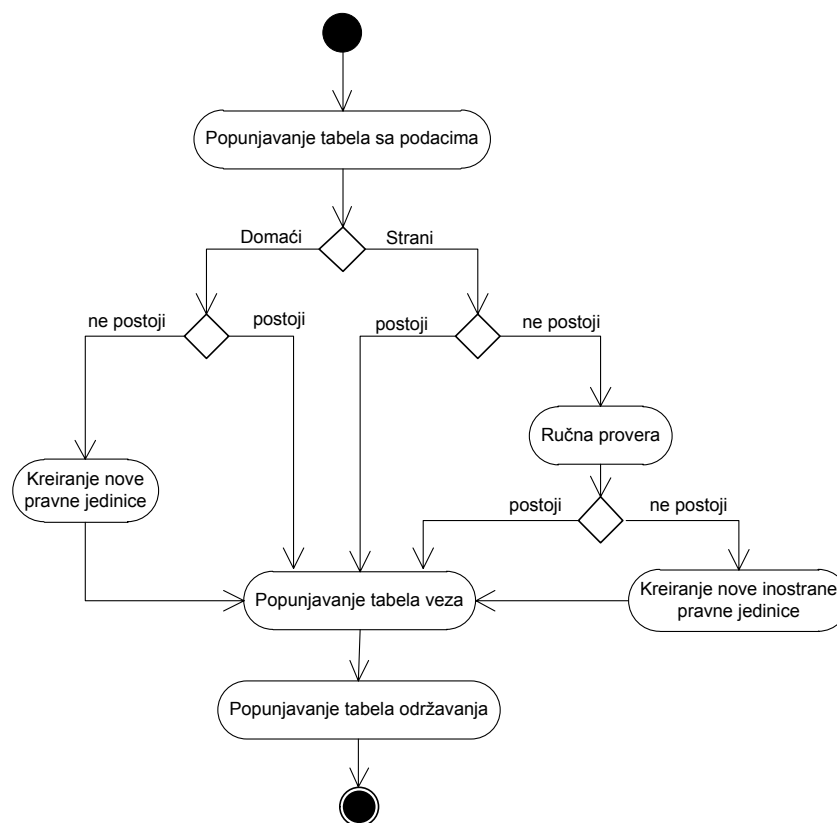 Popunjavanje tabela sa podacima
Domaći
Strani
ne postoji
postoji
postoji
ne postoji
Ručna provera
Kreiranje nove
pravne jedinice
postoji
ne postoji
Popunjavanje tabela veza
Kreiranje nove inostrane
pravne jedinice
Popunjavanje tabela održavanja